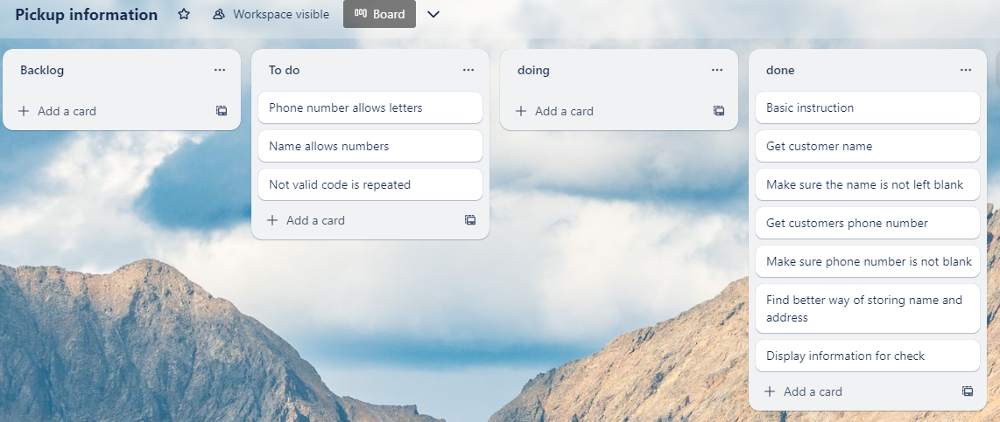 Pickup information
Workspace visible
Board
Backlog
Add a card
To do
Phone number allows letters
Name allows numbers
Not valid code is repeated
Add a card
doing
Add a card
done
Basic instruction
Get customer name
Make sure the name is not left blank
Get customers phone number
Make sure phone number is not blank
Find better way of storing name and
address
Display information for check
Add a card